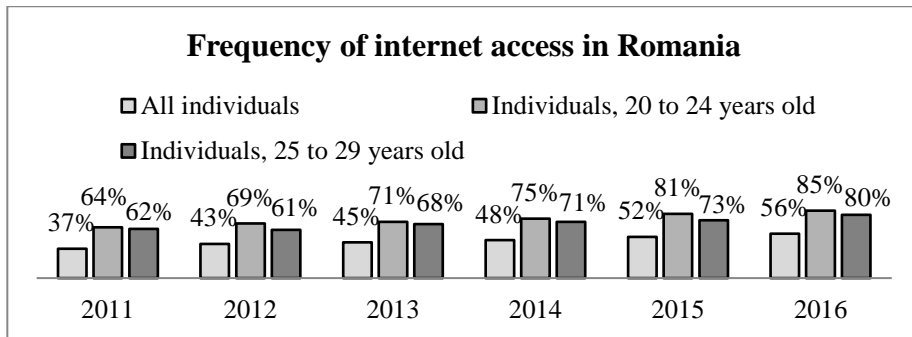 Frequency of internet access in Romania
All individuals
Individuals, 20 to 24 years old
Individuals, 25 to 29 years old
37% 64% 62% 43% 69% 61% 45% 71% 68% 48% 75% 71% 52% 81% 73% 56% 85% 80%
2011 2012 2013 2014 2015 2016